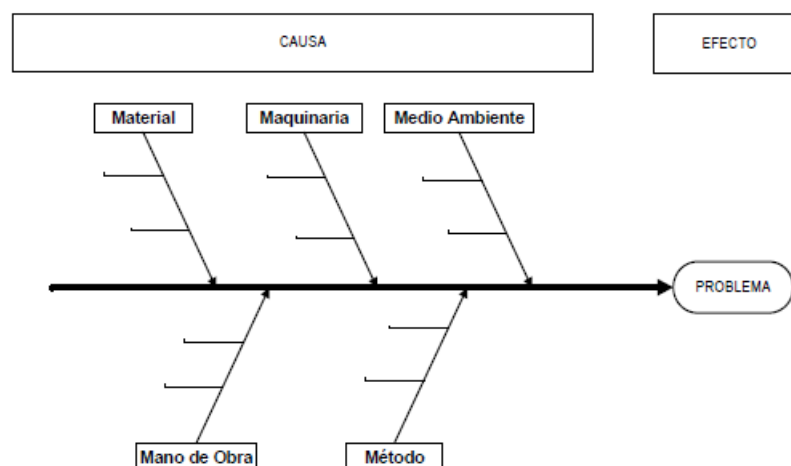 CAUSA
EFECTO
Material
Maquinaria
Medio Ambiente
PROBLEMA
Mano de Obra
Método